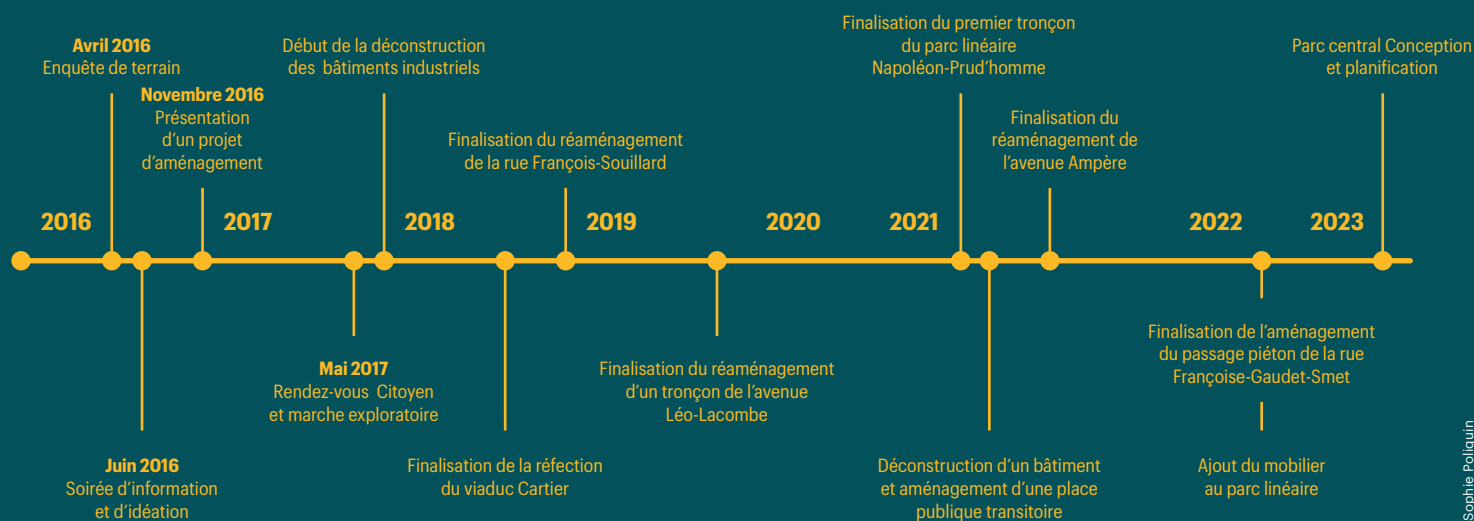 Avril 2016
Enquête de terrain
Novembre 2016
Présentation
d'un projet
d'aménagement
Début de la déconstruction
des bâtiments industriels
Finalisation du réaménagement
de la rue François-Souillard
Finalisation du premier tronçon
du parc linéaire
Napoléon-Prud'homme
Finalisation du
réaménagement de
l'avenue Ampère
Parc central Conception
et planification
2016
2017
2018
2019
2020
2021
2022
2023
Juin 2016
Soirée d'information
et d'idéation
Mai 2017
Rendez-vous Citoyen
et marche exploratoire
Finalisation de la réfection
du viaduc Cartier
Finalisation du réaménagement
d'un tronçon de l'avenue
Léo-Lacombe
Déconstruction d'un bâtiment
et aménagement d'une place
publique transitoire
Finalisation de l'aménagement
du passage piéton de la rue
Françoise-Gaudet-Smet
Ajout du mobilier
au parc linéaire
Sophie Poliquin